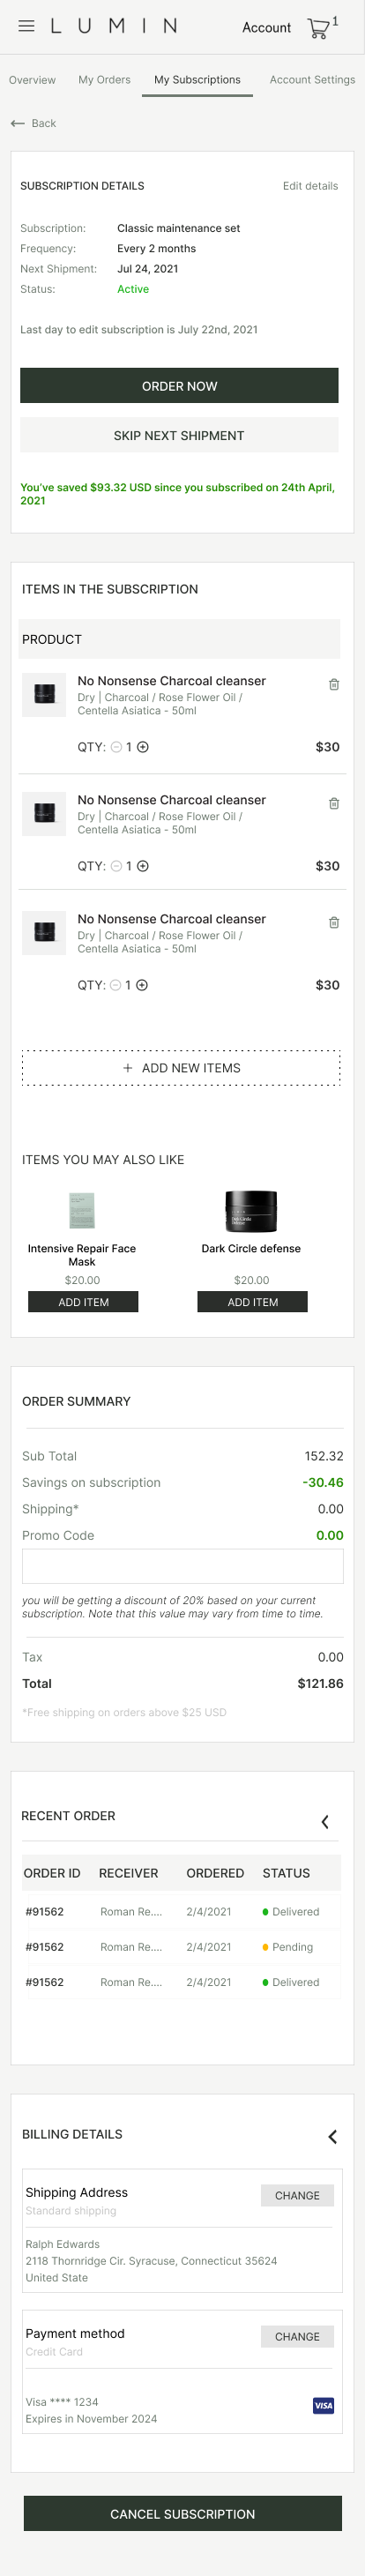 LUMIN
Account
1
Overview
My Orders
My Subscriptions
Account Settings
Back
SUBSCRIPTION DETAILS
Edit details
Subscription: Classic maintenance set
Frequency: Every 2 months
Next Shipment: Jul 24, 2021
Status: Active
Last day to edit subscription is July 22nd, 2021
ORDER NOW
SKIP NEXT SHIPMENT
You've saved $93.32 USD since you subscribed on 24th April,
2021
ITEMS IN THE SUBSCRIPTION
PRODUCT
No Nonsense Charcoal cleanser
Dry | Charcoal / Rose Flower Oil /
Centella Asiatica - 50ml
QTY: 1 $30
No Nonsense Charcoal cleanser
Dry | Charcoal / Rose Flower Oil /
Centella Asiatica - 50ml
QTY: 1 $30
No Nonsense Charcoal cleanser
Dry | Charcoal / Rose Flower Oil /
Centella Asiatica - 50ml
QTY: 1 $30
+ ADD NEW ITEMS
ITEMS YOU MAY ALSO LIKE
Intensive Repair Face
Mask
$20.00
ADD ITEM
Dark Circle defense
$20.00
ADD ITEM
ORDER SUMMARY
Sub Total 152.32
Savings on subscription -30.46
Shipping* 0.00
Promo Code 0.00
you will be getting a discount of 20% based on your current
subscription. Note that this value may vary from time to time.
Tax 0.00
Total $121.86
*Free shipping on orders above $25 USD
RECENT ORDER
ORDER ID RECEIVER ORDERED STATUS
#91562 Roman Re.... 2/4/2021 Delivered
#91562 Roman Re.... 2/4/2021 Pending
#91562 Roman Re.... 2/4/2021 Delivered
BILLING DETAILS
Shipping Address
Standard shipping
CHANGE
Ralph Edwards
2118 Thornridge Cir. Syracuse, Connecticut 35624
United State
Payment method
Credit Card
CHANGE
Visa **** 1234
VISA
Expires in November 2024
CANCEL SUBSCRIPTION